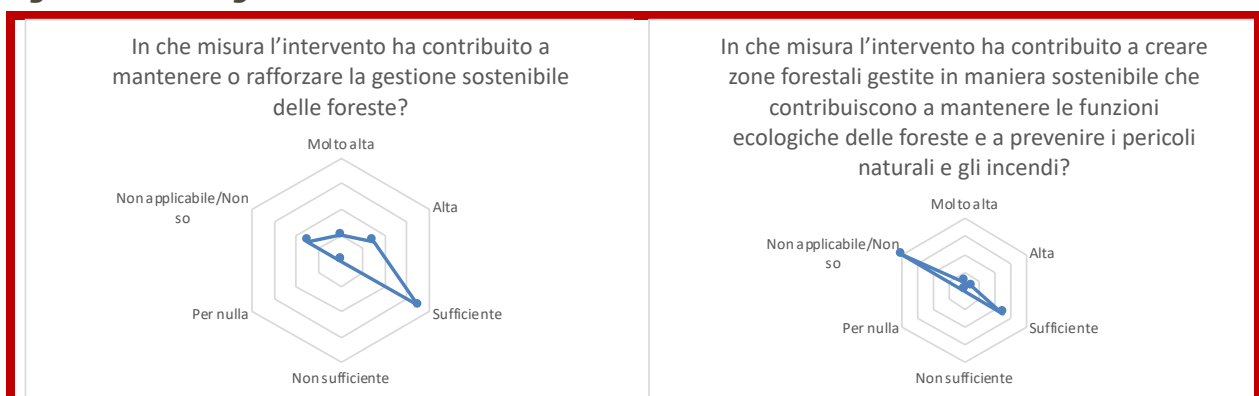 In che misura l'intervento ha contribuito a
mantenere o rafforzare la gestione sostenibile
delle foreste?
Molto alta
Alta
Sufficiente
Non sufficiente
Per nulla
Non applicabile/Non
so
In che misura l'intervento ha contribuito a creare
zone forestali gestite in maniera sostenibile che
contribuiscono a mantenere le funzioni
ecologiche delle foreste e a prevenire i pericoli
naturali e gli incendi?
Molto alta
Alta
Sufficiente
Non sufficiente
Per nulla
Non applicabile/Non
so